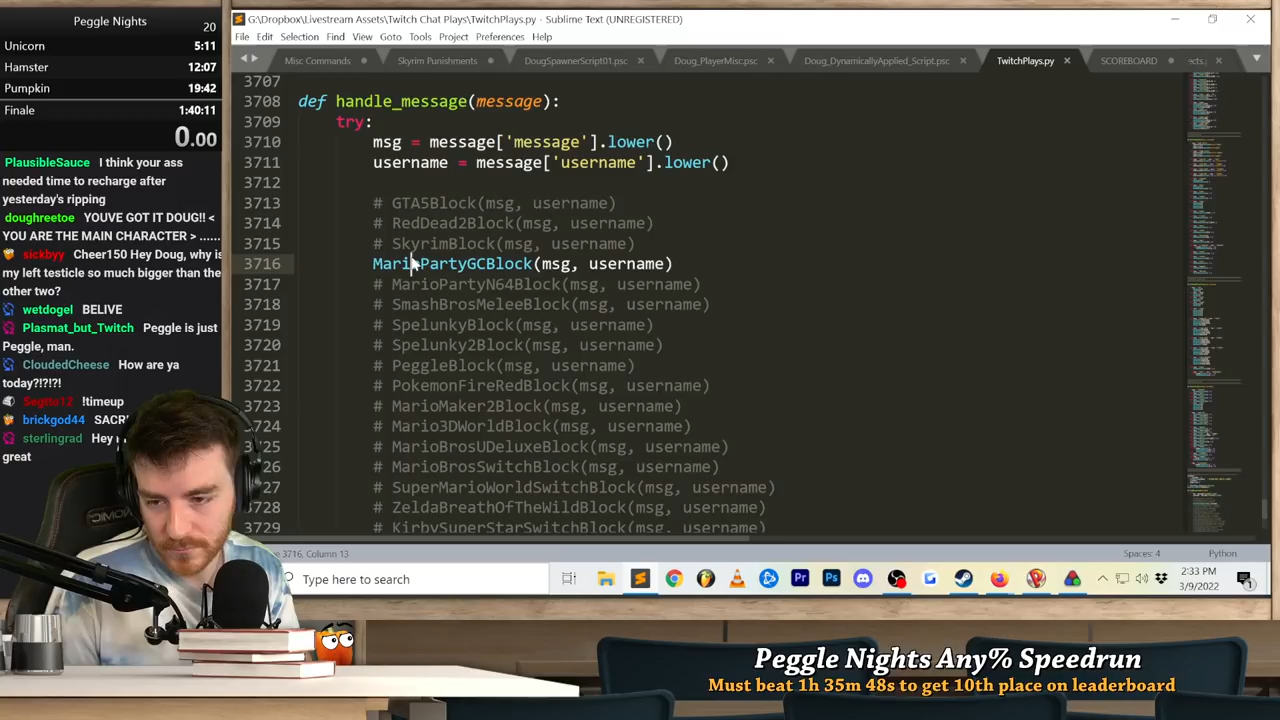 Peggle Nights
20
Unicorn 5:11
Hamster 12:07
Pumpkin 19:42
Finale 1:40:11
0.00
PlausibleSauce I think your ass
needed time to recharge after
yesterday's ripping
doughreetoe YOUVE GOT IT DOUG!! <
YOU ARE THE MAIN CHARACTER > ......
sickbyy Cheer150 Hey Doug, why is
my left testicle so much bigger than the
other two?
wetdogel BELIVE
Plasmat_but_Twitch Peggle is just
Peggle, man.
CloudedCheese How are ya
today?!?!?!
Segtto12 !timeup
brickgod44 SACR
sterlingrad Hey
great
G:\Dropbox\Livestream Assets\Twitch Chat Plays\TwitchPlays.py - Sublime Text (UNREGISTERED)
File Edit Selection Find View Goto Tools Project Preferences Help
Misc Commands Skyrim Punishments DougSpawnerScript01.psc Doug_PlayerMisc.psc Doug_DynamicallyApplied_Script.psc TwitchPlays.py SCOREBOARD ects.j
3707
3708 def handle_message(message):
3709 try:
3710 msg = message['message'].lower()
3711 username = message['username'].lower()
3712
3713 # GTA5Block(msg, username)
3714 # RedDead2Block(msg, username)
3715 # SkyrimBlock(msg, username)
3716 MarioPartyGCBlock(msg, username)
3717 # MarioPartyN64Block(msg, username)
3718 # SmashBrosMeleeBlock(msg, username)
3719 # SpelunkyBlock(msg, username)
3720 # Spelunky2Block(msg, username)
3721 # PeggleBlock(msg, username)
3722 # PokemonFireRedBlock(msg, username)
3723 # MarioMaker2Block(msg, username)
3724 # Mario3DWorldBlock(msg, username)
3725 # MarioBrosUDeluxeBlock(msg, username)
3726 # MarioBrosSwitchBlock(msg, username)
3727 # SuperMarioWorldSwitchBlock(msg, username)
3728 # ZeldaBreathOfTheWildBlock(msg, username)
3729 # KirbySuperStarSwitchBlock(msg, username)
3716, Column 13 Spaces: 4 Python
Type here to search
2:33 PM
3/9/2022
Peggle Nights Any% Speedrun
Must beat 1h 35m 48s to get 10th place on leaderboard